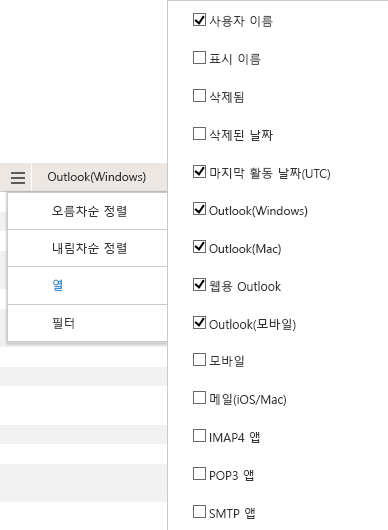 Outlook(Windows)
오름차순 정렬
내림차순 정렬
열
필터
사용자 이름
표시 이름
삭제됨
삭제된 날짜
마지막 활동 날짜(UTC)
Outlook(Windows)
Outlook(Mac)
웹용 Outlook
Outlook(모바일)
모바일
메일(iOS/Mac)
IMAP4 앱
POP3 앱
SMTP 앱